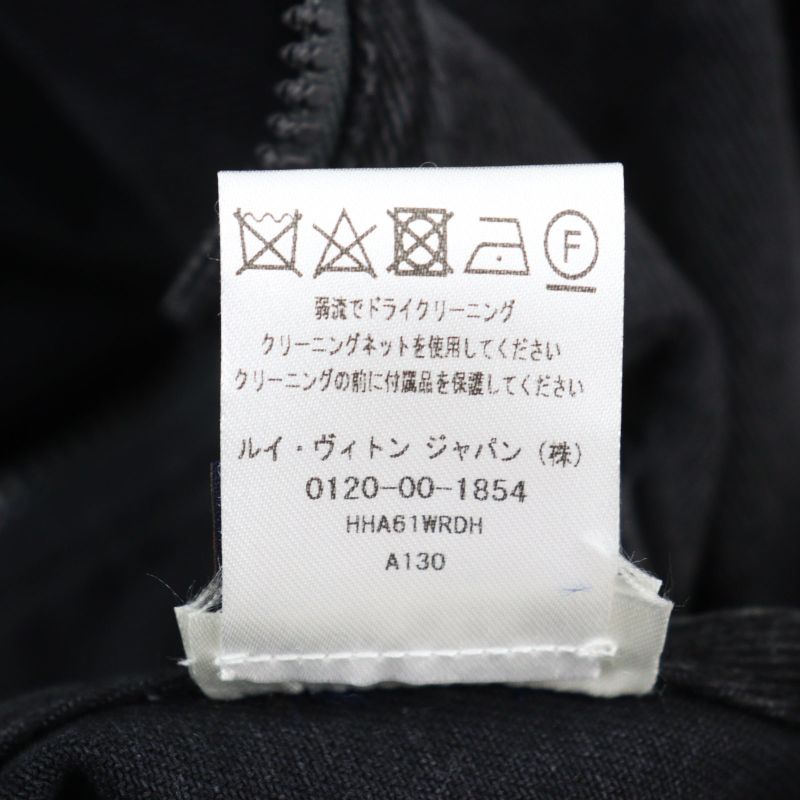 F
弱流でドライクリーニング
クリーニングネットを使用してください
クリーニングの前に付属品を保護してください
ルイ・ヴィトン ジャパン (株)
0120-00-1854
HHA61WRDH
A130